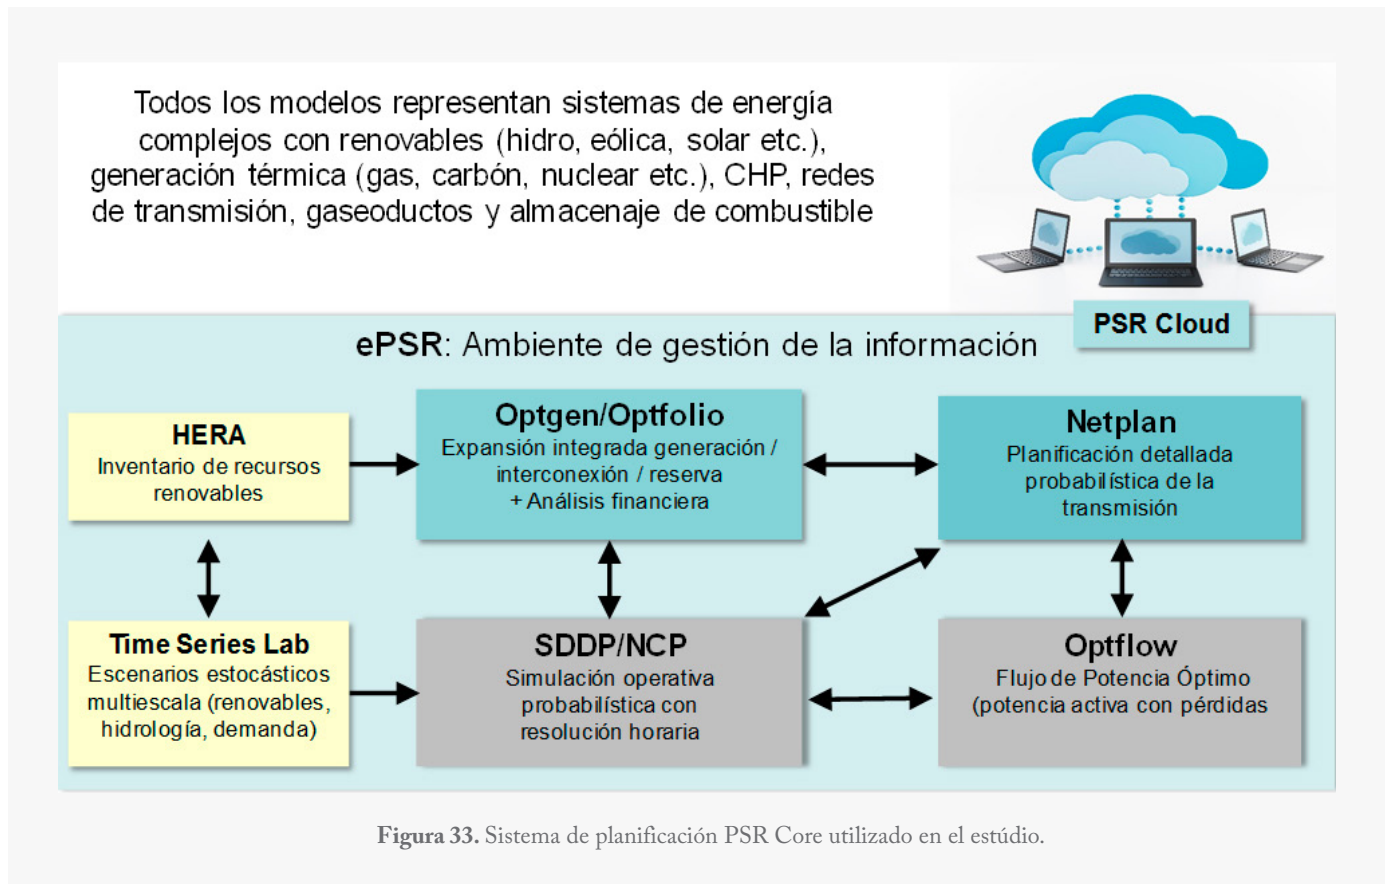 Todos los modelos representan sistemas de energía
complejos con renovables (hidro, eólica, solar etc.),
generación térmica (gas, carbón, nuclear etc.), CHP, redes
de transmisión, gaseoductos y almacenaje de combustible
PSR Cloud
ePSR: Ambiente de gestión de la información
HERA
Inventario de recursos
renovables
Optgen/Optfolio
Expansión integrada generación /
interconexión / reserva
+ Análisis financiera
Netplan
Planificación detallada
probabilística de la
transmisión
Time Series Lab
Escenarios estocásticos
multiescala (renovables,
hidrología, demanda)
SDDP/NCP
Simulación operativa
probabilística con
resolución horaria
Optflow
Flujo de Potencia Óptimo
(potencia activa con pérdidas
Figura 33. Sistema de planificación PSR Core utilizado en el estúdio.